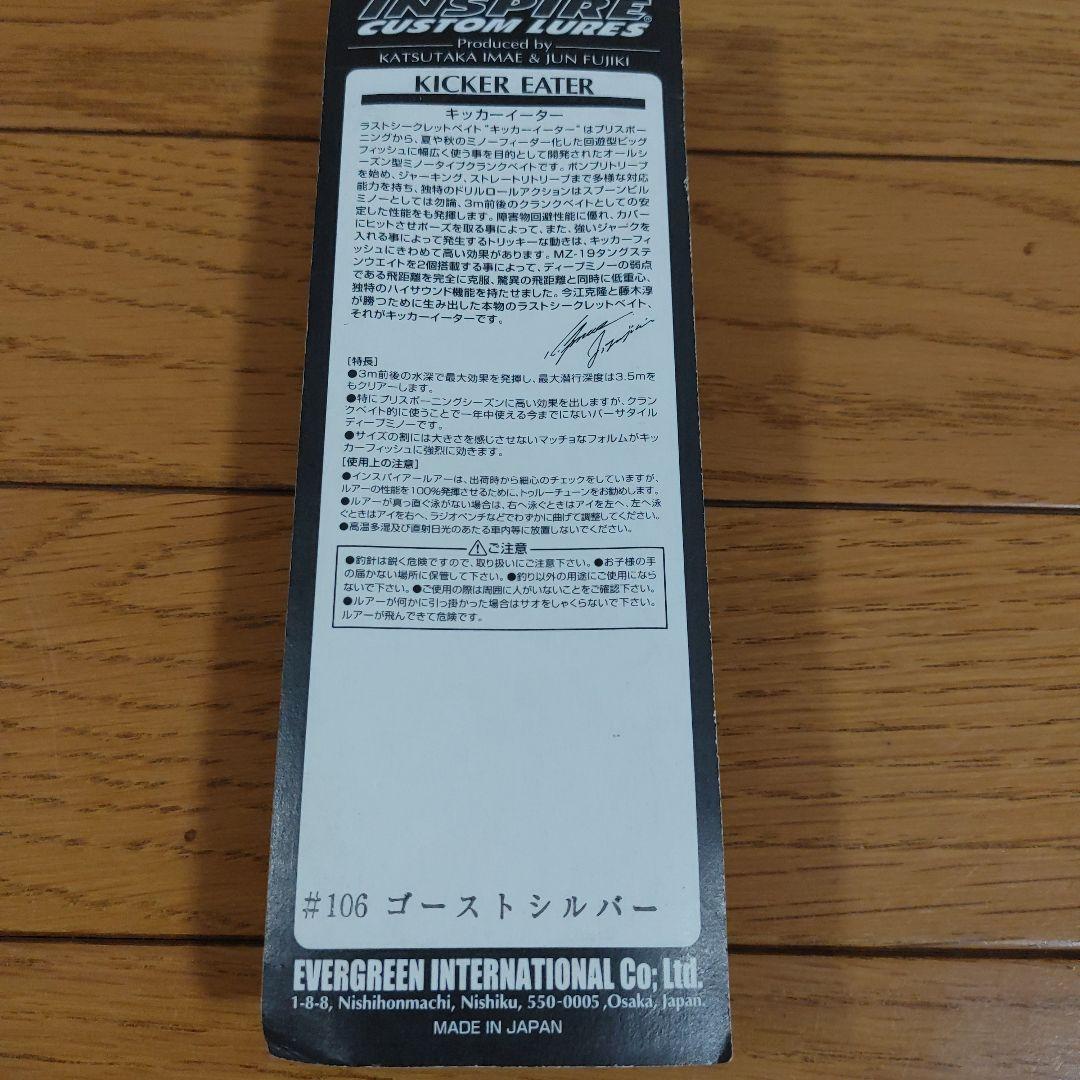 INSPIRE®
CUSTOM LURES
Produced by
KATSUTAKA IMAE & JUN FUJIKI
KICKER EATER
キッカーイーター
ラストシークレットベイト"キッカーイーター"はプリスポー
ニングから、夏や秋のミノーフィーダー化した回遊型ビッグ
フィッシュに幅広く使う事を目的として開発されたオールシ
ーズン型ミノータイプクランクベイトです。ポンプリトリーブ
を始め、ジャーキング、ストレートリトリーブまで多様な対応
能力を持ち、独特のドリルロールアクションはスプーンビル
ミノーとしては勿論、3m前後のクランクベイトとしての安
定した性能をも発揮します。障害物回避性能に優れ、カバー
にヒットさせポーズを取る事によって、また、強いジャークを
入れる事によって発生するトリッキーな動きは、キッカーフィ
ッシュにきわめて高い効果があります。MZ-19タングステ
ンウエイトを2個搭載する事によって、ディープミノーの弱点
である飛距離を完全に克服、驚異の飛距離と同時に低重心、
独特のハイサウンド機能を持たせました。今江克隆と藤木淳
が勝つために生み出した本物のラストシークレットベイト、
それがキッカーイーターです。
[特長]
●3m前後の水深で最大効果を発揮し、最大潜行深度は3.5mを
もクリアーします。
●特にプリスポーニングシーズンに高い効果を出しますが、クラン
クベイト的に使うことで一年中使える今までにないバーサタイル
ディープミノーです。
●サイズの割には大きさを感じさせないマッチョなフォルムがキッ
カーフィッシュに強烈に効きます。
[使用上の注意]
●インスパイアールアーは、出荷時から細心のチェックをしていますが、
ルアーの性能を100%発揮させるために、トゥルーチューンをお勧めします。
●ルアーが真っ直ぐ泳がない場合は、右へ泳ぐときはアイを左へ、左へ泳
ぐときはアイを右へ、ラジオペンチなどでわずかに曲げて調整してください。
●高温多湿及び直射日光のあたる車内等に放置しないでください。
⚠ご注意
●釣針は鋭く危険ですので、取り扱いにご注意下さい。●お子様の手
の届かない場所に保管して下さい。●釣り以外の用途にご使用になら
ないで下さい。●ご使用の際は周囲に人がいないことをご確認下さい。
●ルアーが何かに引っ掛かった場合はサオをしゃくらないで下さい。
ルアーが飛んできて危険です。
#106 ゴーストシルバー
EVERGREEN INTERNATIONAL Co; Ltd.
1-8-8, Nishihonmachi, Nishiku, 550-0005 ,Osaka, Japan.
MADE IN JAPAN